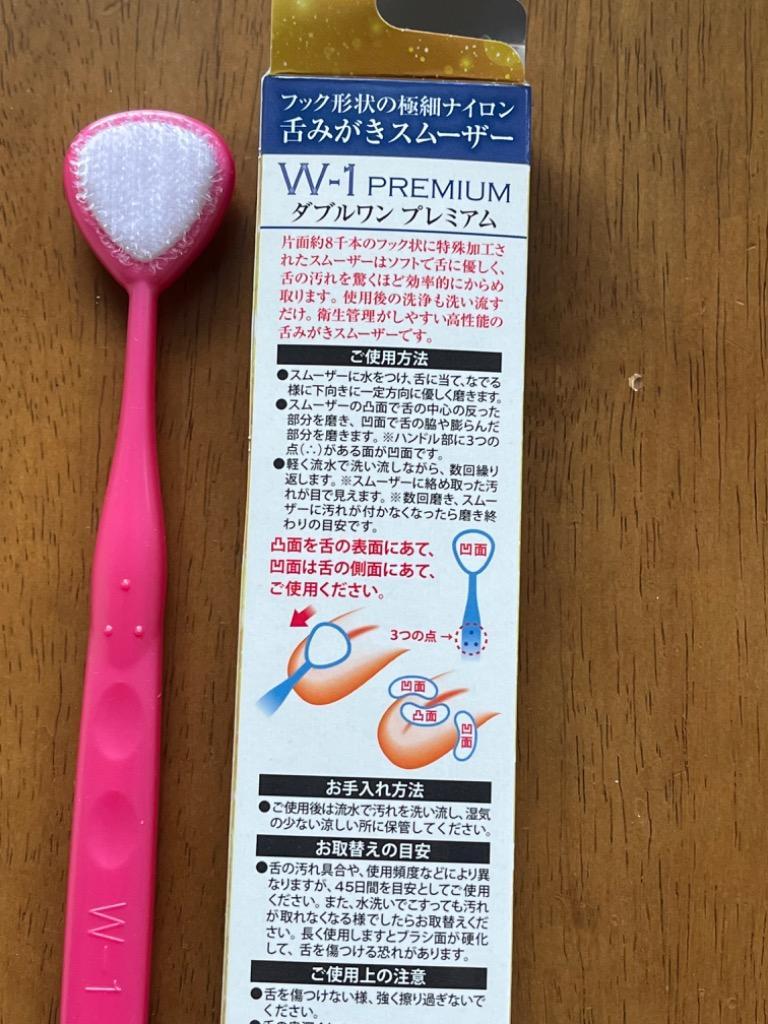 フック形状の極細ナイロン
舌みがきスムーザー
W-1 PREMIUM
ダブルワン プレミアム
片面約8千本のフック状に特殊加工さ
れたスムーザーはソフトで舌に優しく、
舌の汚れを驚くほど効率的にからめ
取ります。使用後の洗浄も洗い流す
だけ。衛生管理がしやすい高性能の
舌みがきスムーザーです。
ご使用方法
●スムーザーに水をつけ、舌に当て、なでる
様に下向きに一定方向に優しく磨きます。
●スムーザーの凸面で舌の中心の反った
部分を磨き、凹面で舌の脇や膨らんだ
部分を磨きます。※ハンドル部に3つの
点(∴)がある面が凹面です。
●軽く流水で洗い流しながら、数回繰り
返します。※スムーザーに絡め取った汚
れが目で見えます。※数回磨き、スムー
ザーに汚れが付かなくなったら磨き終
わりの目安です。
凸面を舌の表面にあて、
凹面は舌の側面にあて、
ご使用ください。
凹面
3つの点→
凹面
凸面
凹面
お手入れ方法
●ご使用後は流水で汚れを洗い流し、湿気
の少ない涼しい所に保管してください。
お取替えの目安
●舌の汚れ具合や、使用頻度などにより異
なりますが、45日間を目安としてご使用
ください。また、水洗いでこすっても汚れ
が取れなくなる様でしたらお取替えくだ
さい。長く使用しますとブラシ面が硬化
して、舌を傷つける恐れがあります。
ご使用上の注意
●舌を傷つけない様、強く擦り過ぎないで
ください。
W-1